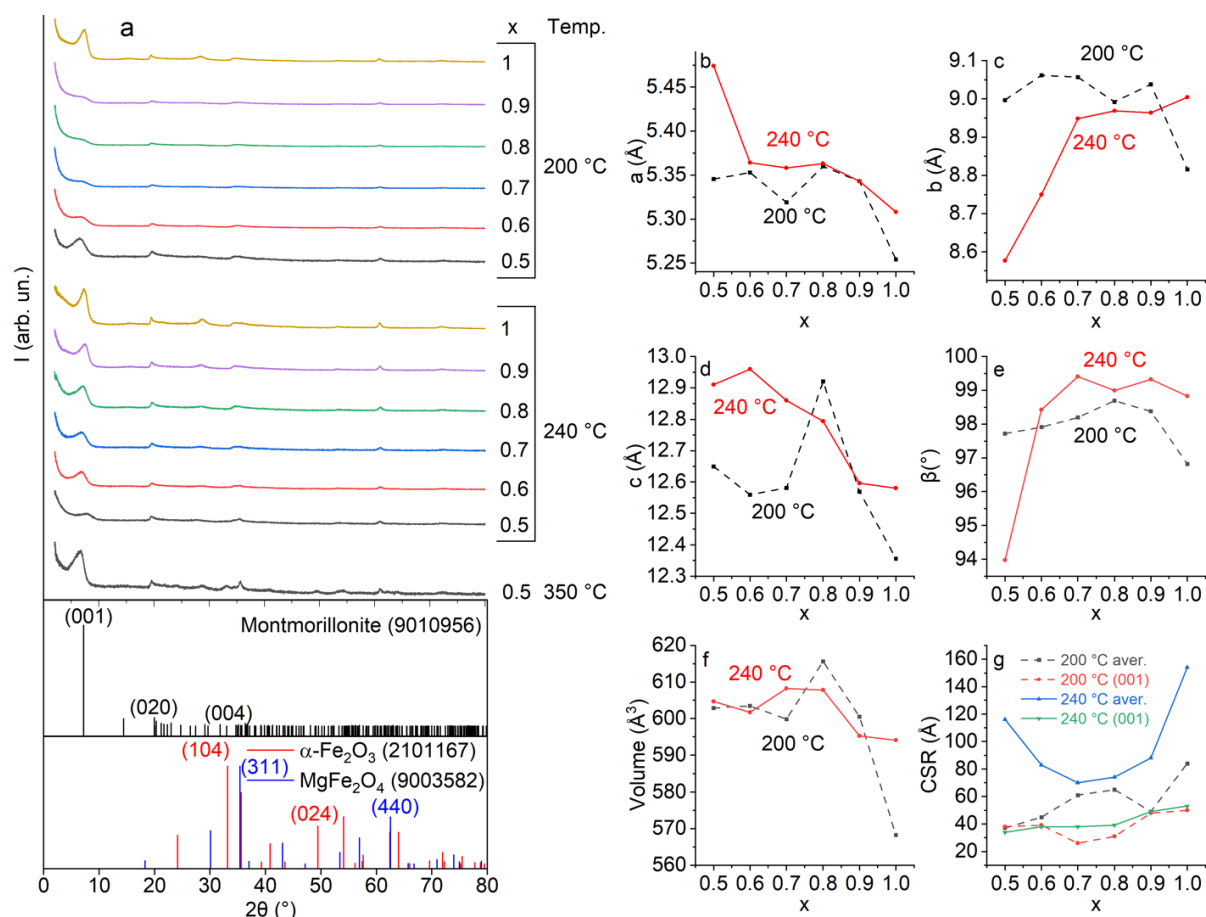 a
x Temp.
1
0.9
0.8
0.7
0.6
0.5
200 °C
1
0.9
0.8
0.7
0.6
0.5
240 °C
0.5 350 °C
I (arb. un.)
(001)
Montmorillonite (9010956)
(020)
(004)
(104)
α-Fe₂O₃ (2101167)
(311)
MgFe₂O₄ (9003582)
(024)
(440)
0 10 20 30 40 50 60 70 80
2θ (°)
b
5.45
5.40
5.35
5.30
5.25
a (Å)
240 °C
200 °C
0.5 0.6 0.7 0.8 0.9 1.0
x
c
9.1
9.0
8.9
8.8
8.7
8.6
b (Å)
200 °C
240 °C
0.5 0.6 0.7 0.8 0.9 1.0
x
d
13.0
12.9
12.8
12.7
12.6
12.5
12.4
12.3
c (Å)
240 °C
200 °C
0.5 0.6 0.7 0.8 0.9 1.0
x
e
100
99
98
97
96
95
94
β(°)
240 °C
200 °C
0.5 0.6 0.7 0.8 0.9 1.0
x
f
620
610
600
590
580
570
560
Volume (Å³)
240 °C
200 °C
0.5 0.6 0.7 0.8 0.9 1.0
x
g
160
140
120
100
80
60
40
20
CSR (Å)
200 °C aver.
200 °C (001)
240 °C aver.
240 °C (001)
0.5 0.6 0.7 0.8 0.9 1.0
x